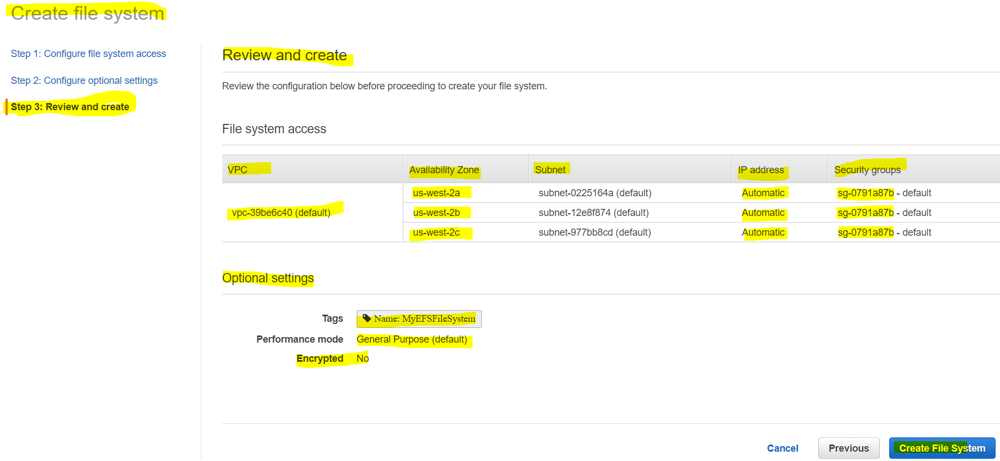 Create file system
Step 1: Configure file system access
Step 2: Configure optional settings
Step 3: Review and create
Review and create
Review the configuration below before proceeding to create your file system.
File system access
VPC Availability Zone Subnet IP address Security groups
us-west-2a subnet-0225164a (default) Automatic sg-0791a87b - default
vpc-39be6c40 (default) us-west-2b subnet-12e8f874 (default) Automatic sg-0791a87b - default
us-west-2c subnet-977bb8cd (default) Automatic sg-0791a87b - default
Optional settings
Tags Name: MyEFSFileSystem
Performance mode General Purpose (default)
Encrypted No
Cancel Previous Create File System